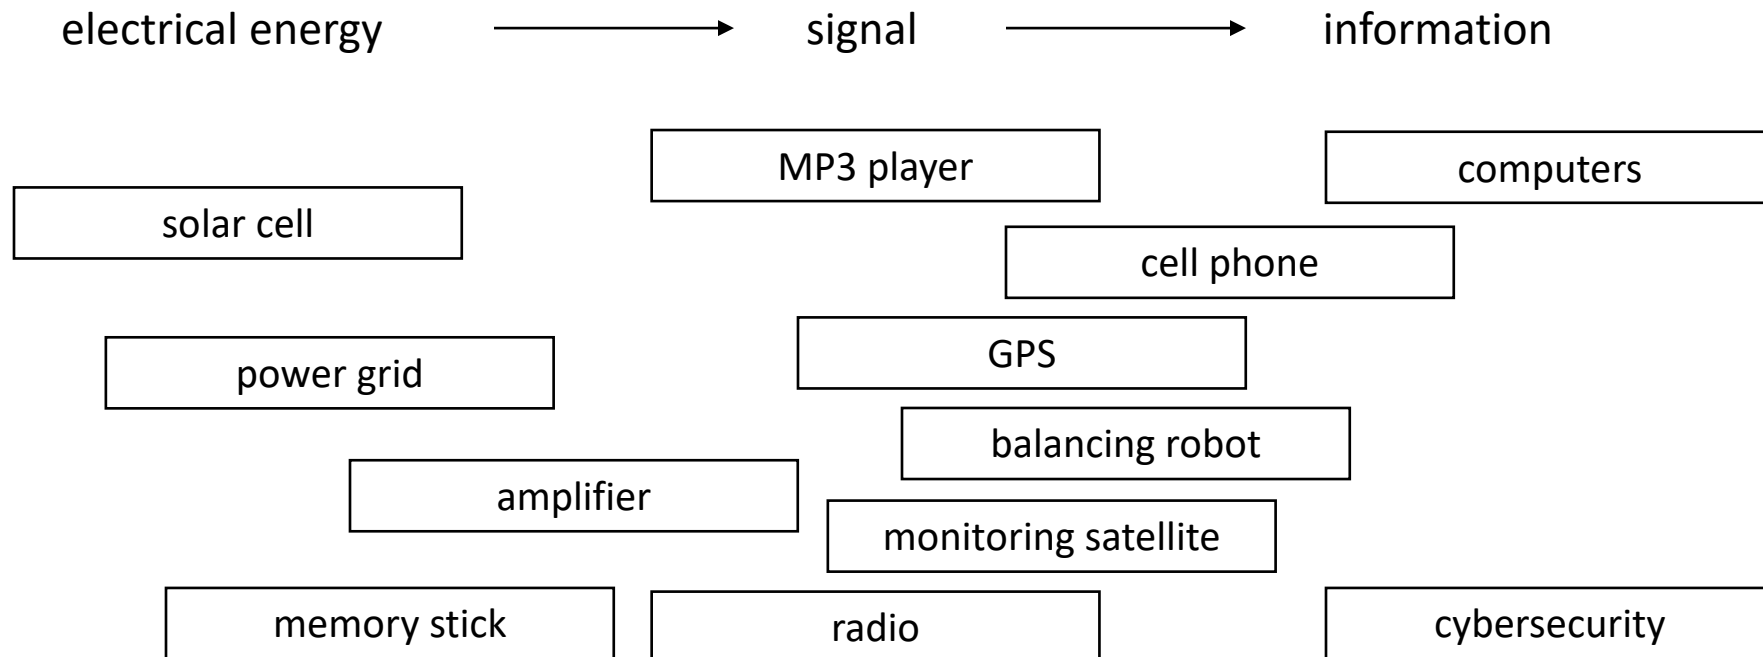 electrical energy
signal
information
MP3 player
computers
solar cell
cell phone
GPS
power grid
balancing robot
amplifier
monitoring satellite
memory stick
radio
cybersecurity